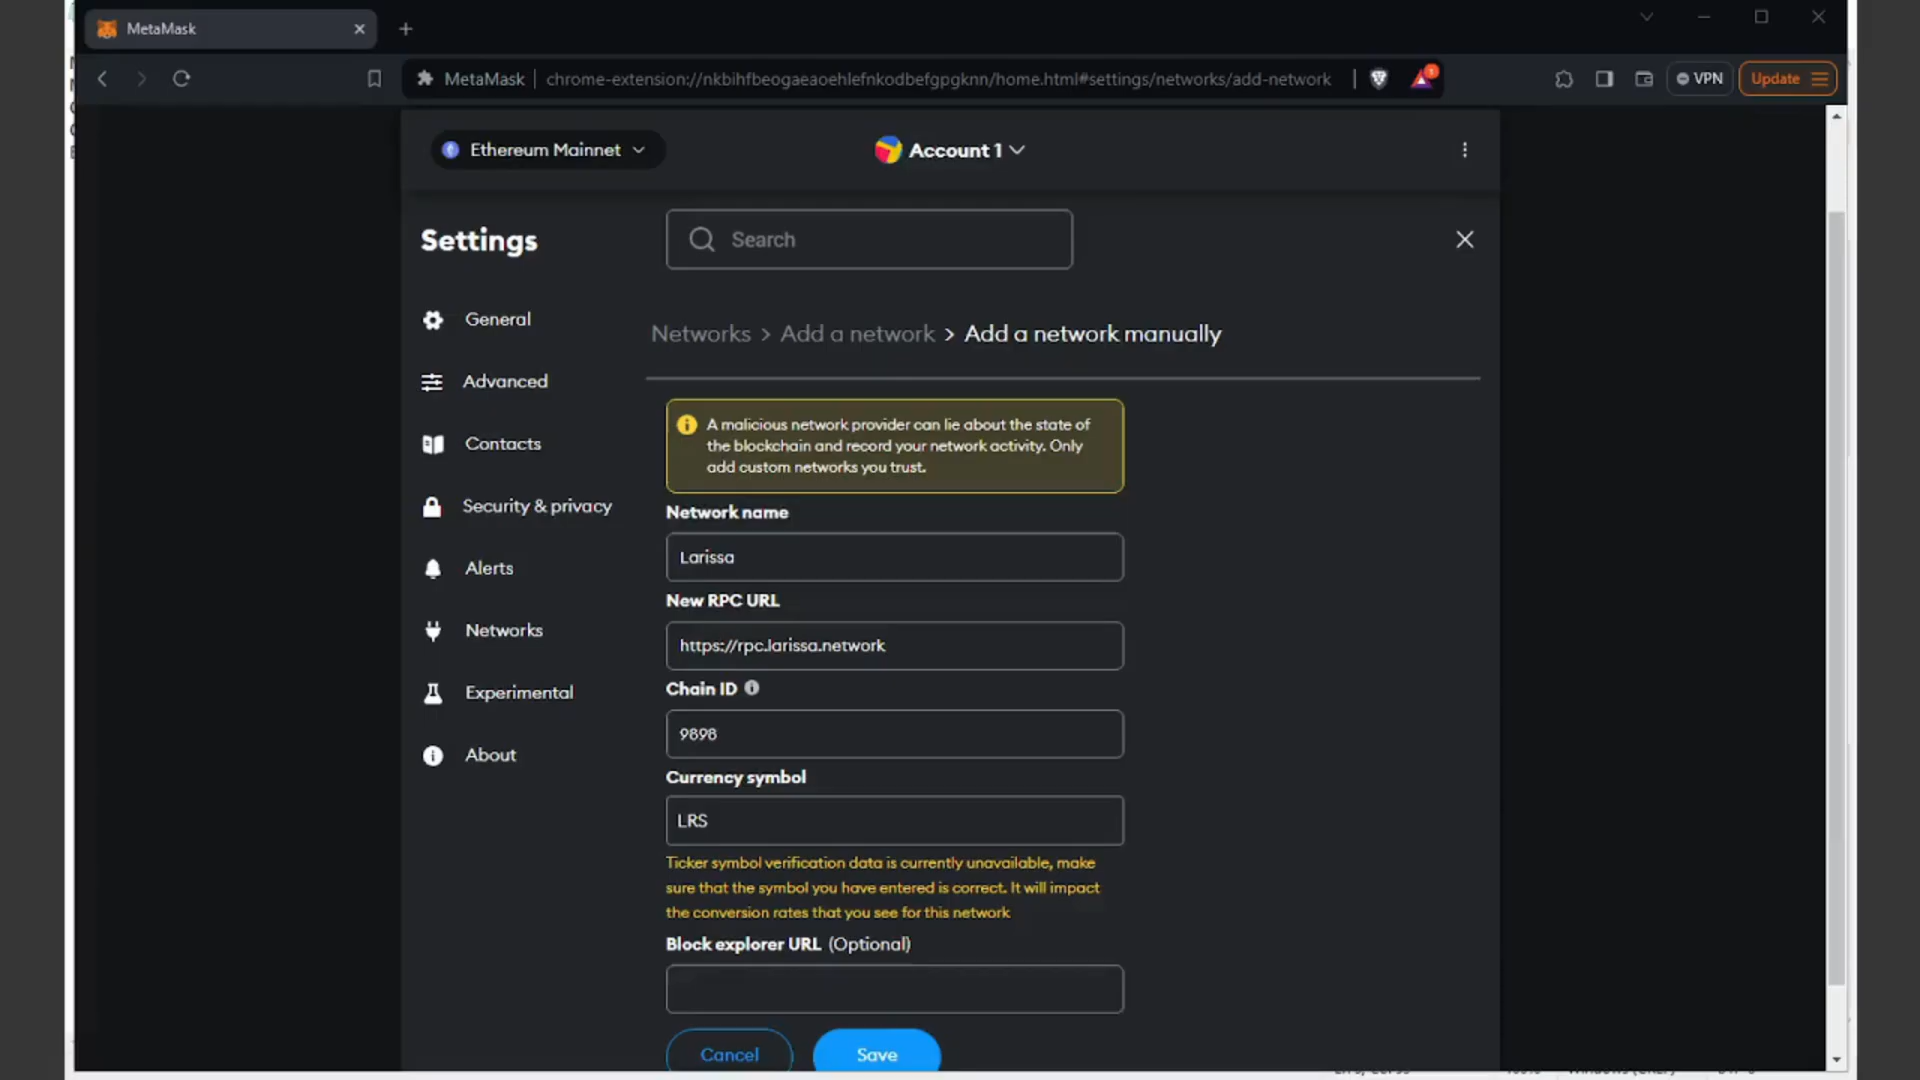 MetaMask
MetaMask | chrome-extension://nkbihfbeogaeaoehlefnkodbefgpgknn/home.html#settings/networks/add-network
1
VPN
Update
Ethereum Mainnet
Account 1
Settings
Search
General
Advanced
Contacts
Security & privacy
Alerts
Networks
Experimental
About
Networks > Add a network > Add a network manually
A malicious network provider can lie about the state of
the blockchain and record your network activity. Only
add custom networks you trust.
Network name
Larissa
New RPC URL
https://rpc.larissa.network
Chain ID
9898
Currency symbol
LRS
Ticker symbol verification data is currently unavailable, make
sure that the symbol you have entered is correct. It will impact
the conversion rates that you see for this network
Block explorer URL (Optional)
Cancel
Save